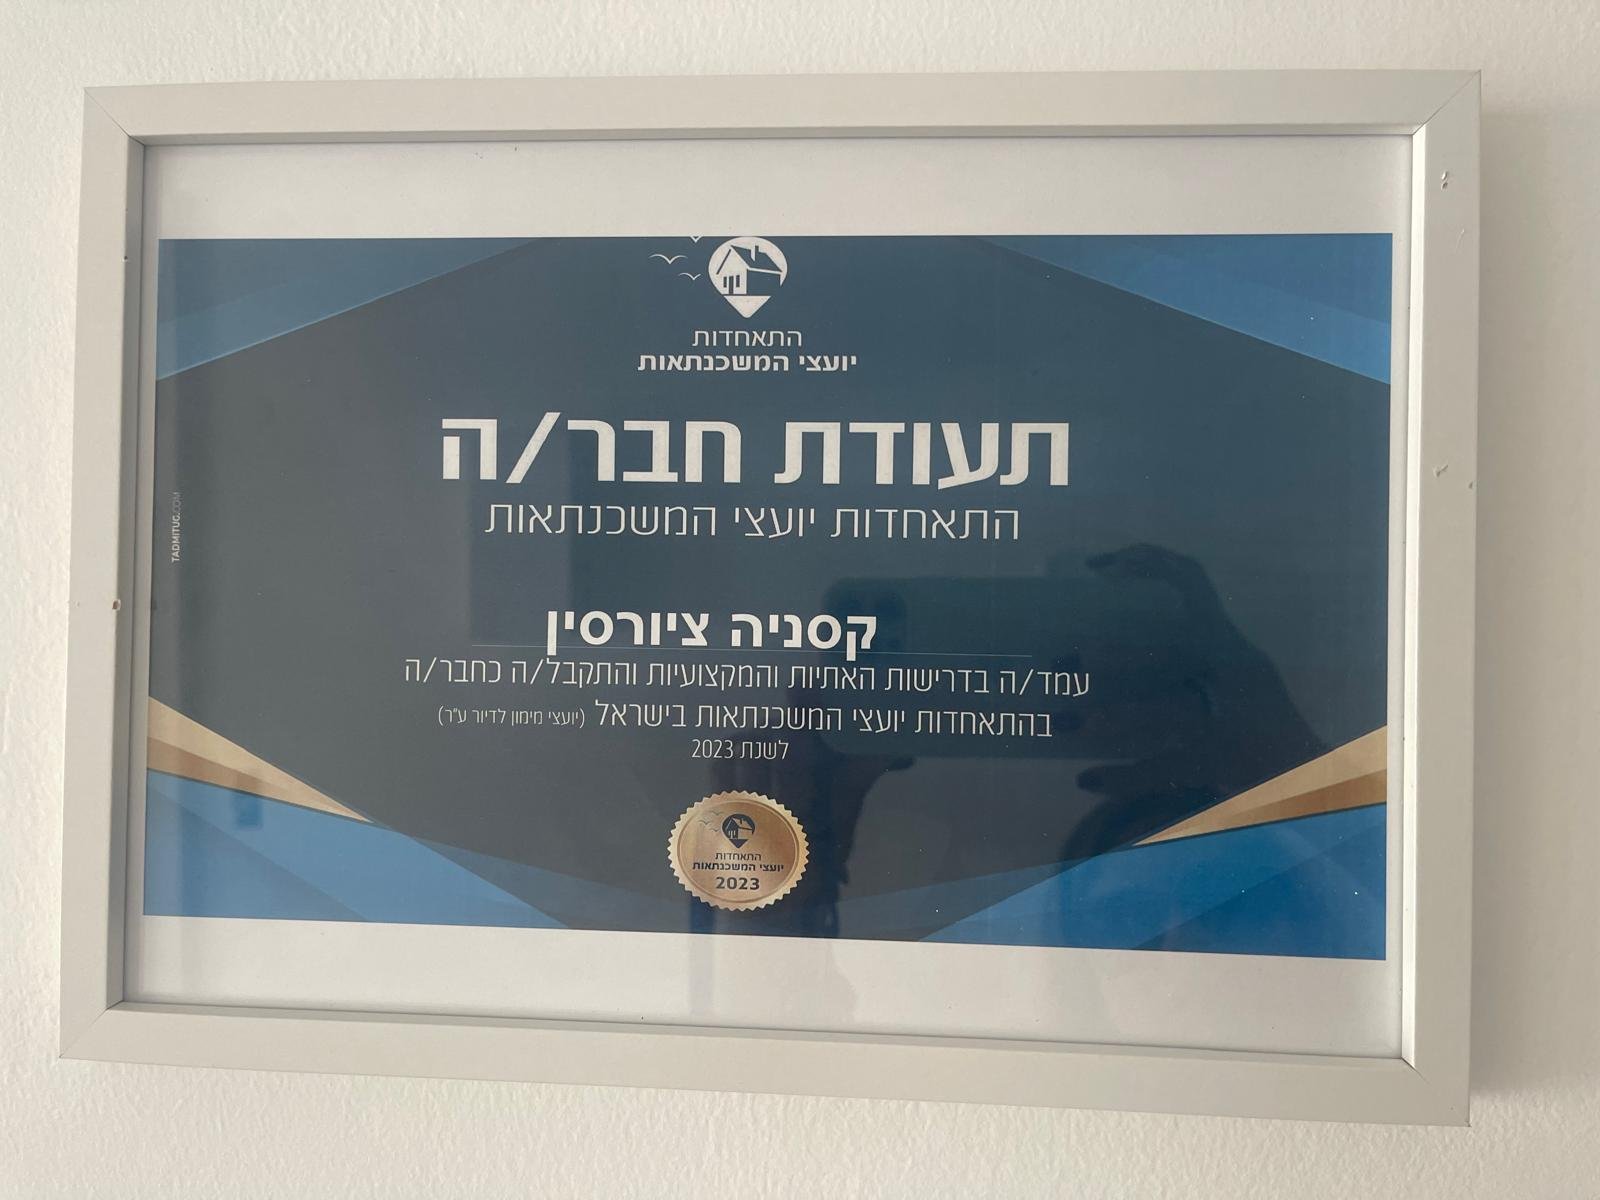 התאחדות
יועצי המשכנתאות
תעודת חבר/ה
התאחדות יועצי המשכנתאות
קסניה ציורסין
עמד/ה בדרישות האתיות והמקצועיות והתקבל/ה כחבר/ה
בהתאחדות יועצי המשכנתאות בישראל (יועצי מימון לדיור ע"ר)
לשנת 2023
התאחדות
יועצי המשכנתאות
2023
TADMITUG.COM